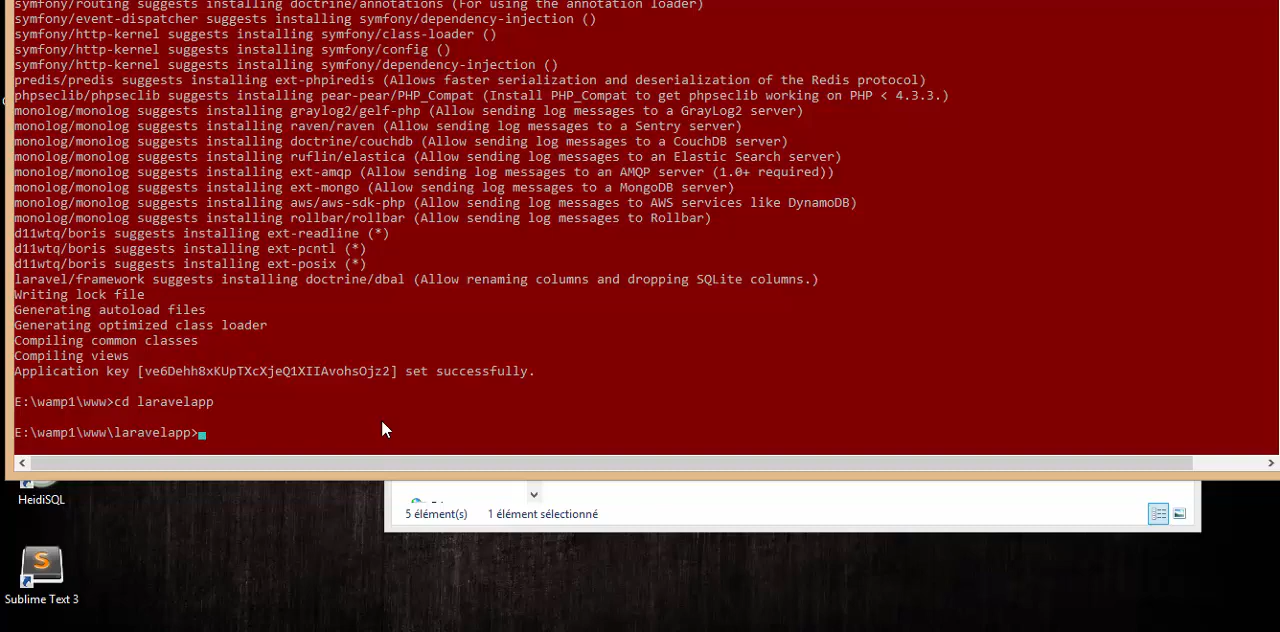 symfony/routing suggests installing doctrine/annotations (For using the annotation loader)
symfony/event-dispatcher suggests installing symfony/dependency-injection ()
symfony/http-kernel suggests installing symfony/class-loader ()
symfony/http-kernel suggests installing symfony/config ()
symfony/http-kernel suggests installing symfony/dependency-injection ()
predis/predis suggests installing ext-phpiredis (Allows faster serialization and deserialization of the Redis protocol)
phpseclib/phpseclib suggests installing pear-pear/PHP_Compat (Install PHP_Compat to get phpseclib working on PHP < 4.3.3.)
monolog/monolog suggests installing graylog2/gelf-php (Allow sending log messages to a GrayLog2 server)
monolog/monolog suggests installing raven/raven (Allow sending log messages to a Sentry server)
monolog/monolog suggests installing doctrine/couchdb (Allow sending log messages to a CouchDB server)
monolog/monolog suggests installing ruflin/elastica (Allow sending log messages to an Elastic Search server)
monolog/monolog suggests installing ext-amqp (Allow sending log messages to an AMQP server (1.0+ required))
monolog/monolog suggests installing ext-mongo (Allow sending log messages to a MongoDB server)
monolog/monolog suggests installing aws/aws-sdk-php (Allow sending log messages to AWS services like DynamoDB)
monolog/monolog suggests installing rollbar/rollbar (Allow sending log messages to Rollbar)
d11wtq/boris suggests installing ext-readline (*)
d11wtq/boris suggests installing ext-pcntl (*)
d11wtq/boris suggests installing ext-posix (*)
laravel/framework suggests installing doctrine/dbal (Allow renaming columns and dropping SQLite columns.)
Writing lock file
Generating autoload files
Generating optimized class loader
Compiling common classes
Compiling views
Application key [ve6Dehh8xKUpTXcXjeQ1XIIAvohsOjz2] set successfully.
E:\wamp1\www>cd laravelapp
E:\wamp1\www\laravelapp>
HeidiSQL
5 élément(s) 1 élément sélectionné
Sublime Text 3